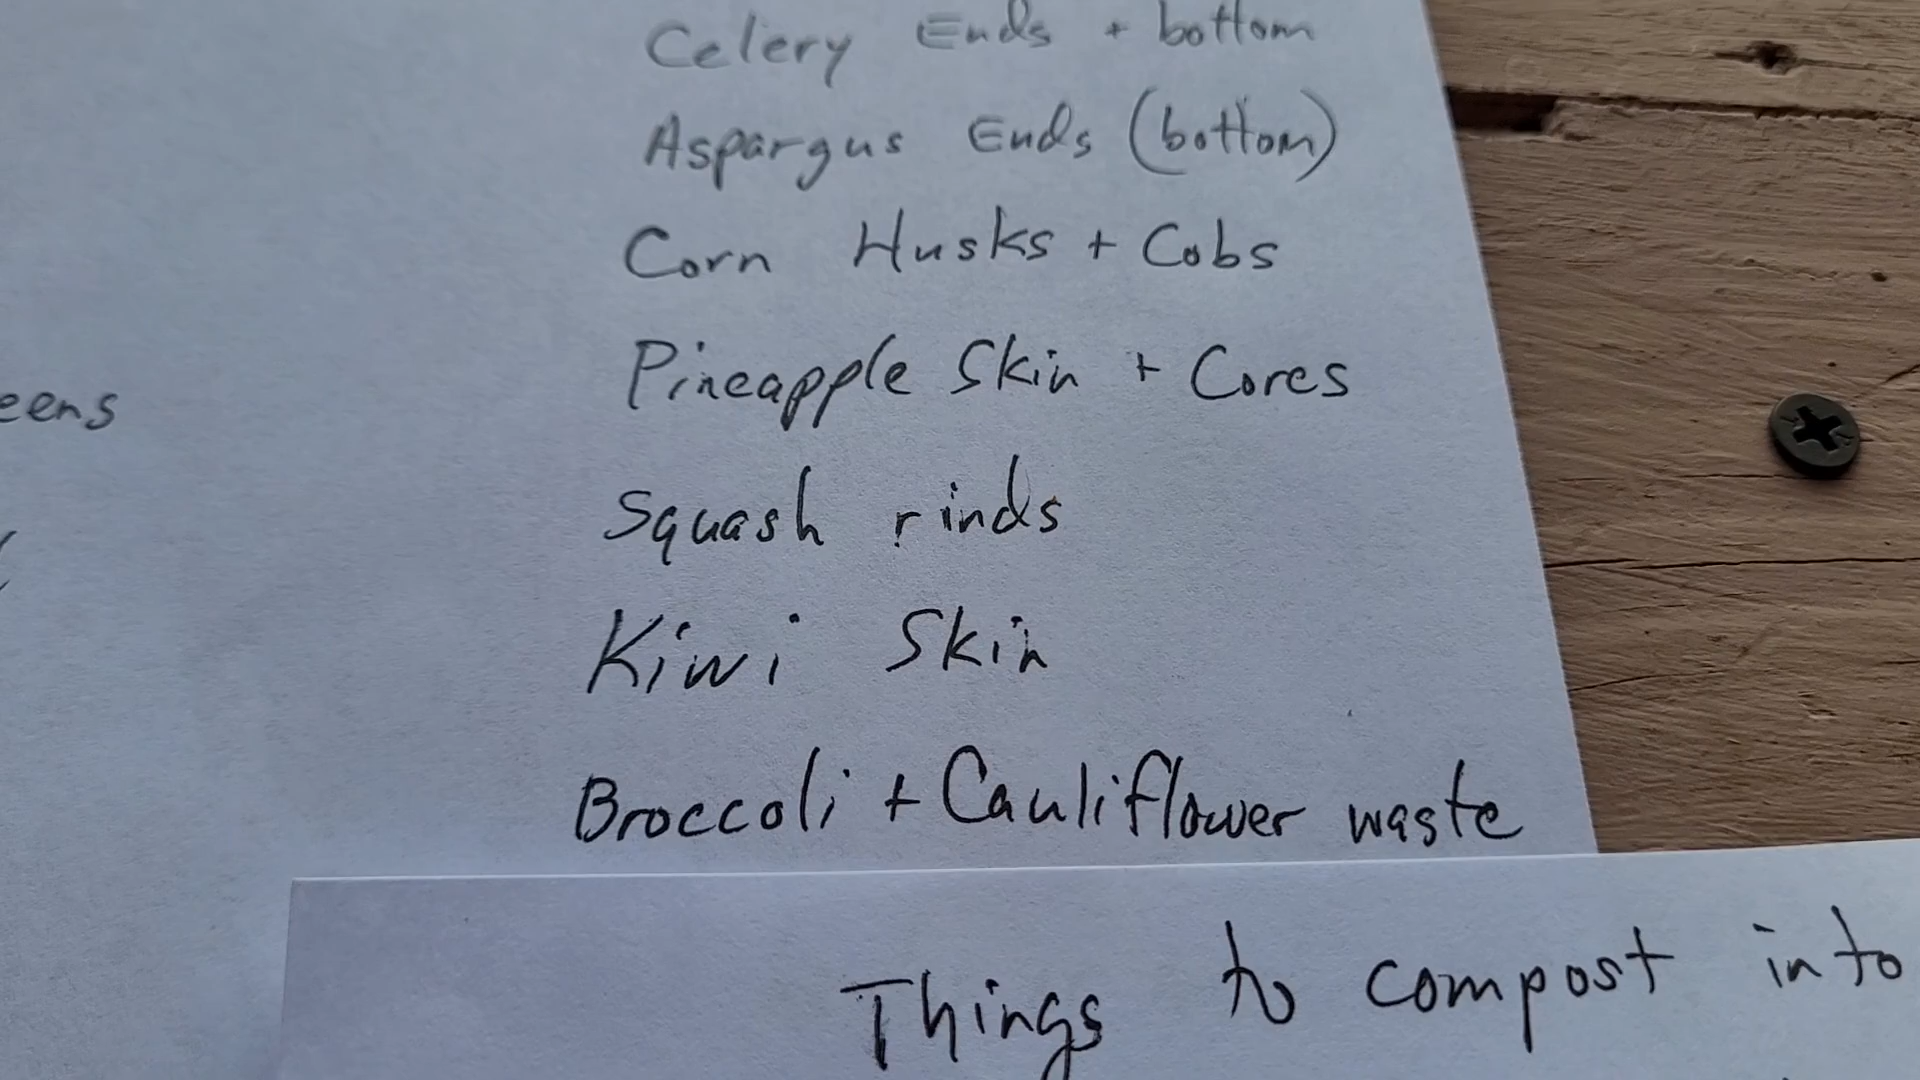 Celery Ends + bottom
Aspargus Ends (bottom)
Corn Husks + Cobs
Pineapple Skin + Cores
eens
Squash rinds
Kiwi Skin
Broccoli + Cauliflower waste
Things to compost into